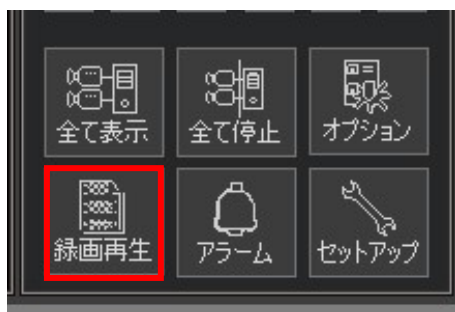 全て表示
全て停止
オプション
録画再生
アラーム
セットアップ